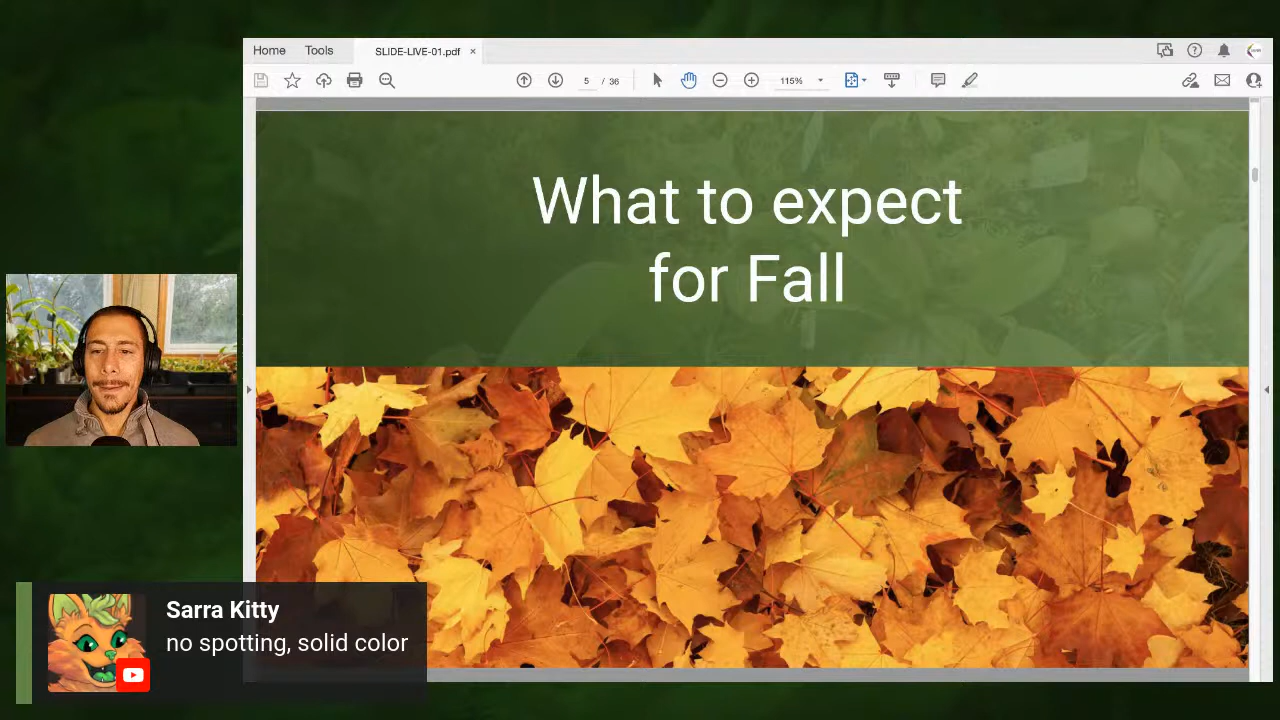 Home Tools SLIDE-LIVE-01.pdf ×
5 / 36 115%
What to expect
for Fall
Sarra Kitty
no spotting, solid color